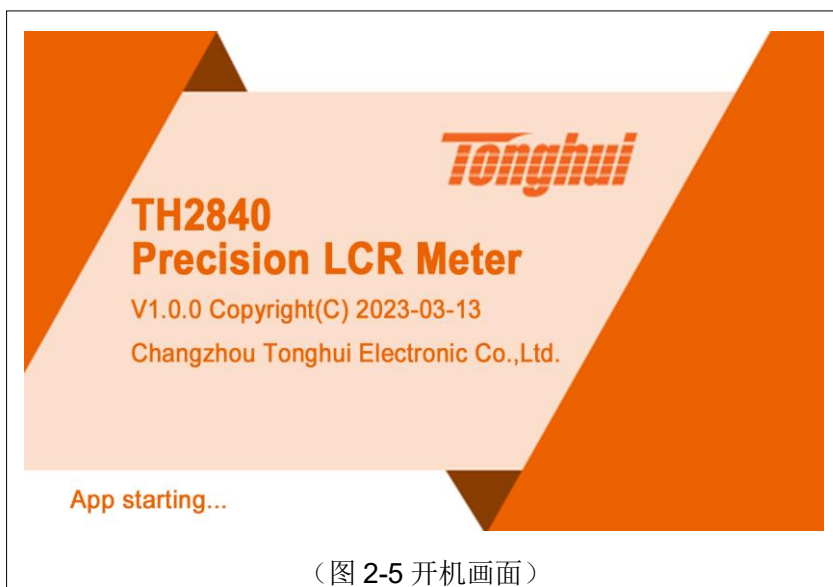 Tonghui
TH2840
Precision LCR Meter
V1.0.0 Copyright(C) 2023-03-13
Changzhou Tonghui Electronic Co.,Ltd.
App starting...
（图 2-5 开机画面）